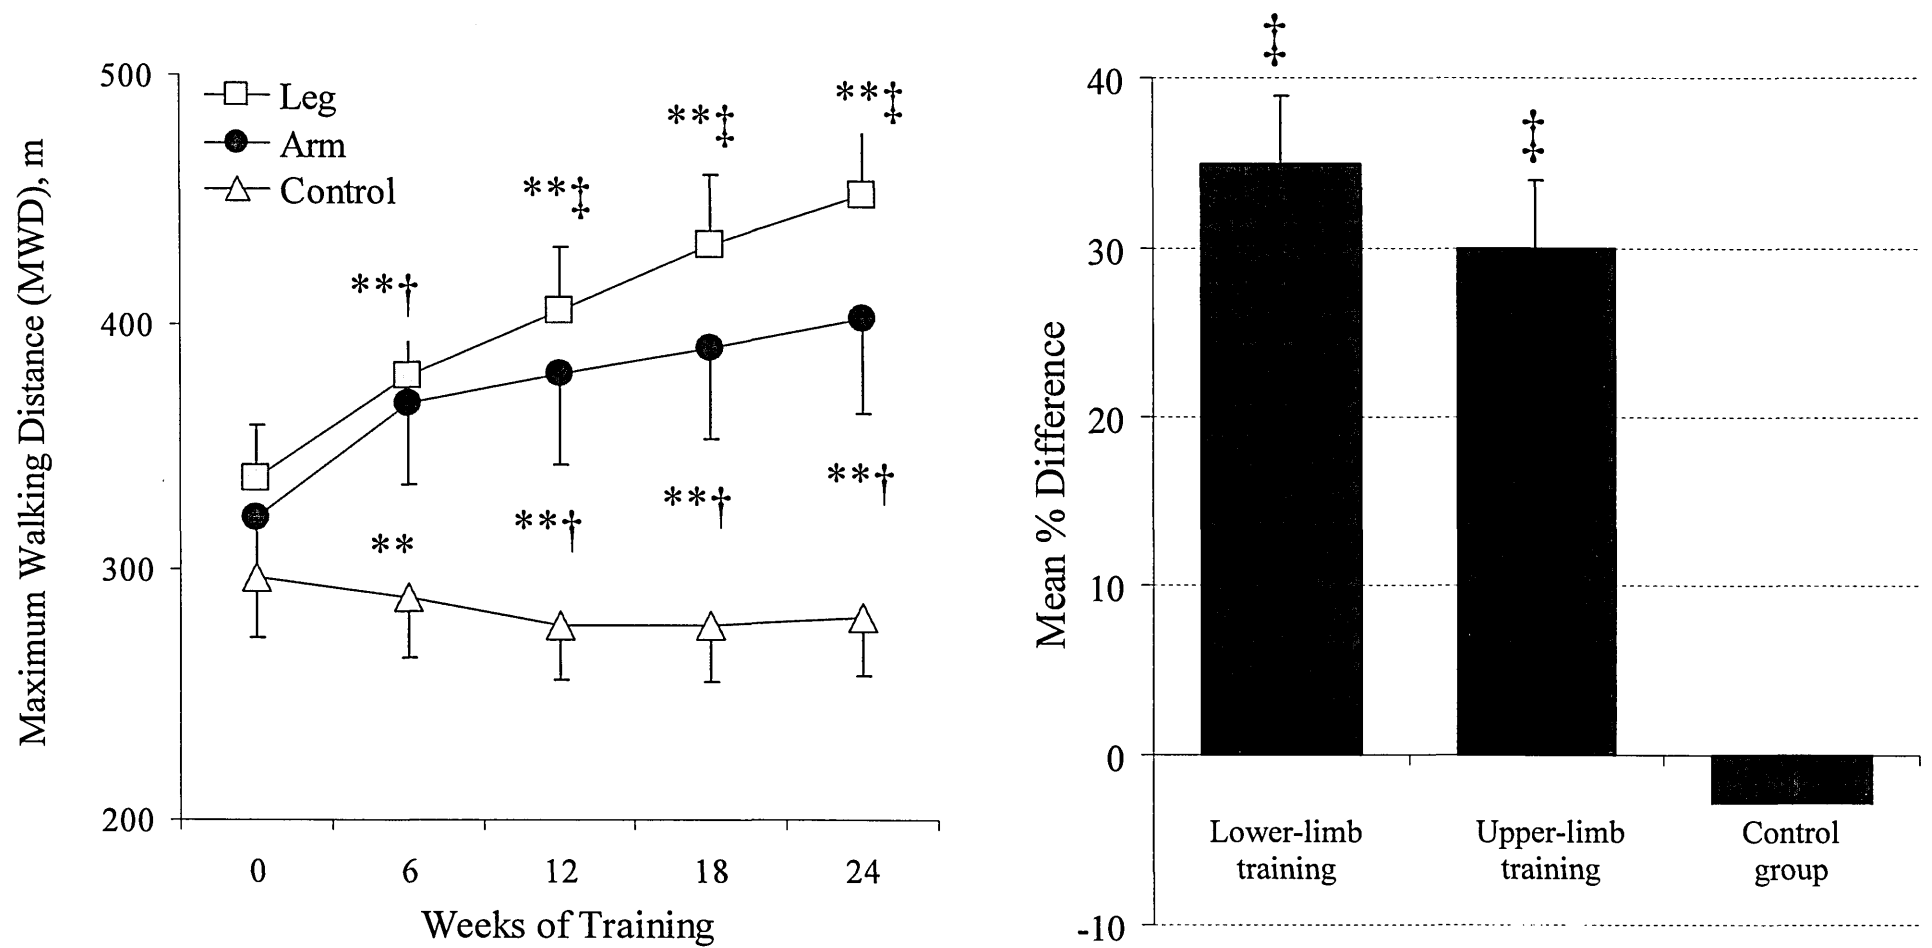 Maximum Walking Distance (MWD), m
500
400
300
200
Leg
Arm
Control
**†
**‡
**‡
**‡
**
**†
**†
**†
0 6 12 18 24
Weeks of Training
Mean % Difference
40
30
20
10
0
-10
‡
‡
Lower-limb
training
Upper-limb
training
Control
group